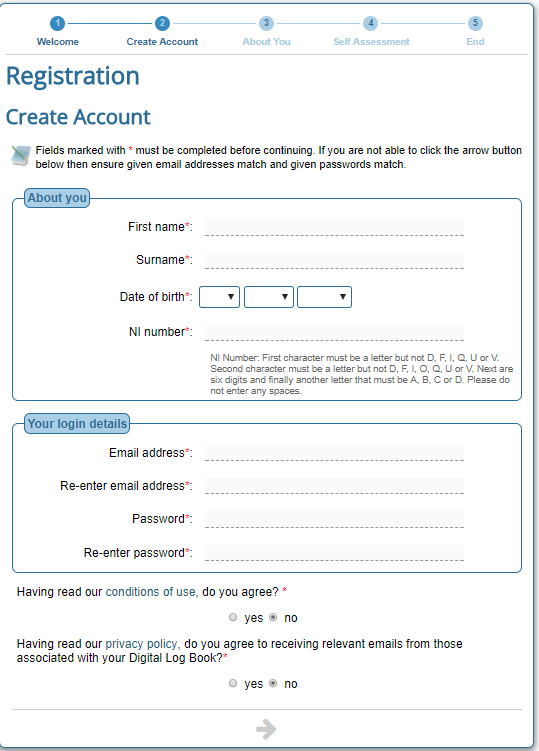 1 2 3 4 5
Welcome Create Account About You Self Assessment End
Registration
Create Account
Fields marked with * must be completed before continuing. If you are not able to click the arrow button
below then ensure given email addresses match and given passwords match.
About you
First name*:
Surname*:
Date of birth*:
NI number*:
NI Number: First character must be a letter but not D, F, I, Q, U or V.
Second character must be a letter but not D, F, I, O, Q, U or V. Next are
six digits and finally another letter that must be A, B, C or D. Please do
not enter any spaces.
Your login details
Email address*:
Re-enter email address*:
Password*:
Re-enter password*:
Having read our conditions of use, do you agree? *
yes no
Having read our privacy policy, do you agree to receiving relevant emails from those
associated with your Digital Log Book?*
yes no